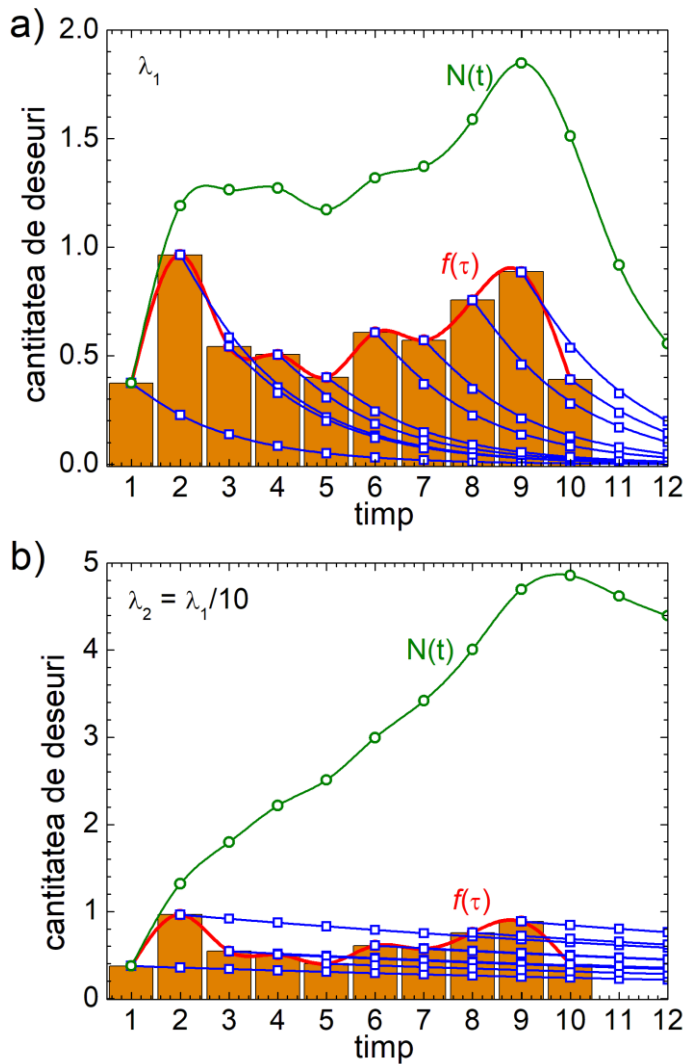 a)
2.0
1.5
1.0
0.5
0.0
λ₁
N(t)
f(τ)
cantitatea de deseuri
1 2 3 4 5 6 7 8 9 10 11 12
timp
b)
5
4
3
2
1
0
λ₂ = λ₁/10
N(t)
f(τ)
cantitatea de deseuri
1 2 3 4 5 6 7 8 9 10 11 12
timp